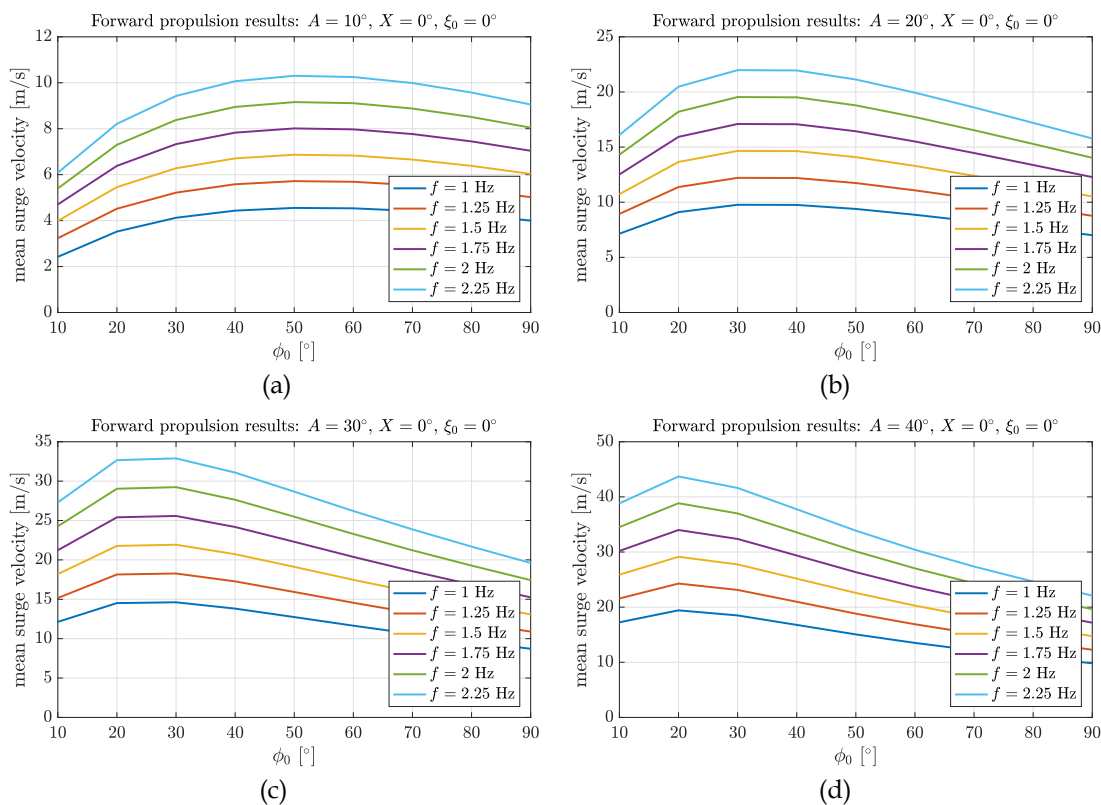 Forward propulsion results: A = 10°, X = 0°, ξ₀ = 0°
mean surge velocity [m/s]
12
10
8
6
4
2
0
f = 1 Hz
f = 1.25 Hz
f = 1.5 Hz
f = 1.75 Hz
f = 2 Hz
f = 2.25 Hz
10 20 30 40 50 60 70 80 90
ϕ₀ [°]
(a)
Forward propulsion results: A = 20°, X = 0°, ξ₀ = 0°
mean surge velocity [m/s]
25
20
15
10
5
0
f = 1 Hz
f = 1.25 Hz
f = 1.5 Hz
f = 1.75 Hz
f = 2 Hz
f = 2.25 Hz
10 20 30 40 50 60 70 80 90
ϕ₀ [°]
(b)
Forward propulsion results: A = 30°, X = 0°, ξ₀ = 0°
mean surge velocity [m/s]
35
30
25
20
15
10
5
0
f = 1 Hz
f = 1.25 Hz
f = 1.5 Hz
f = 1.75 Hz
f = 2 Hz
f = 2.25 Hz
10 20 30 40 50 60 70 80 90
ϕ₀ [°]
(c)
Forward propulsion results: A = 40°, X = 0°, ξ₀ = 0°
mean surge velocity [m/s]
50
40
30
20
10
0
f = 1 Hz
f = 1.25 Hz
f = 1.5 Hz
f = 1.75 Hz
f = 2 Hz
f = 2.25 Hz
10 20 30 40 50 60 70 80 90
ϕ₀ [°]
(d)